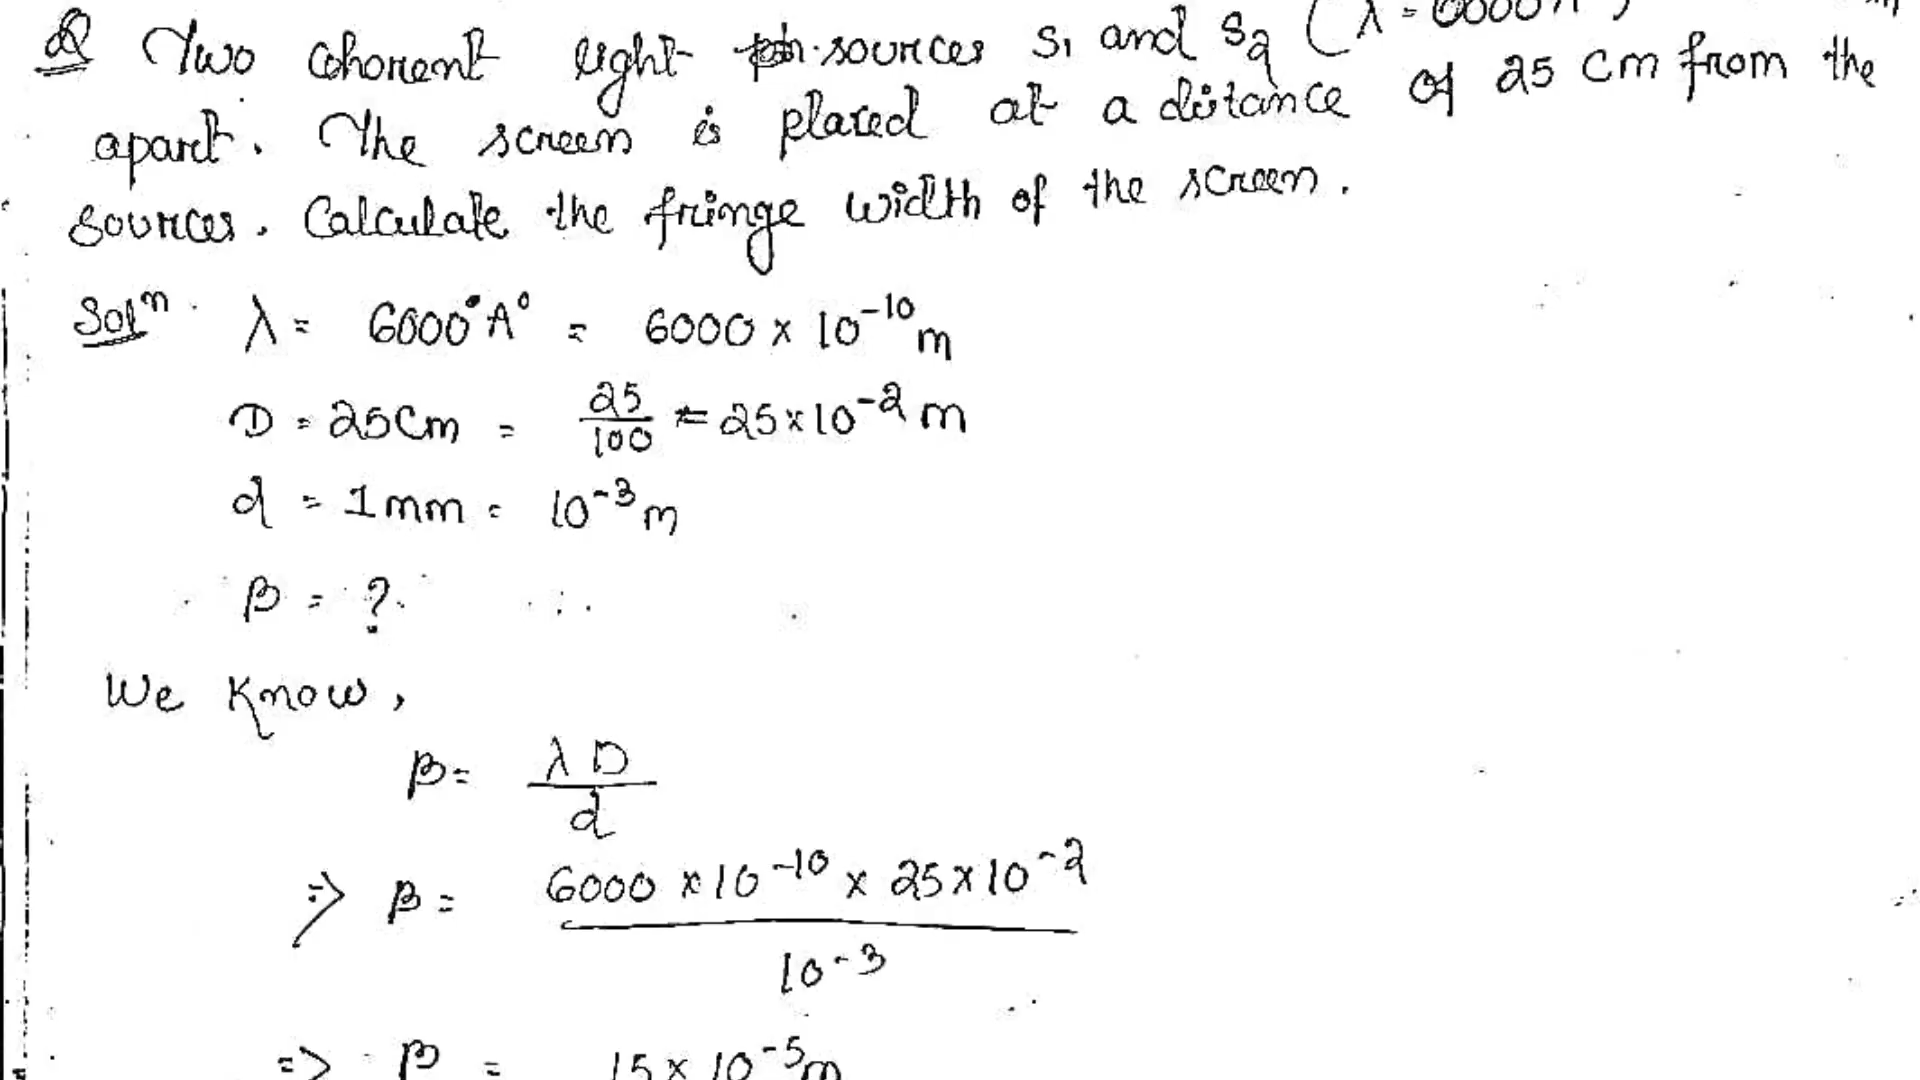 Q Two Coherent light sources S1 and S2 (λ = 6000 A
apart. The screen is placed at a distance of 25 cm from the
sources. Calculate the fringe width of the screen.
Solⁿ λ = 6000 A° = 6000 x 10⁻¹⁰ m
D = 25 Cm = 25/100 = 25 x 10⁻² m
d = 1 mm = 10⁻³ m
β = ?
We Know,
β = λD/d
=> β = 6000 x 10⁻¹⁰ x 25 x 10⁻² / 10⁻³
=> β = 15 x 10⁻⁵ m